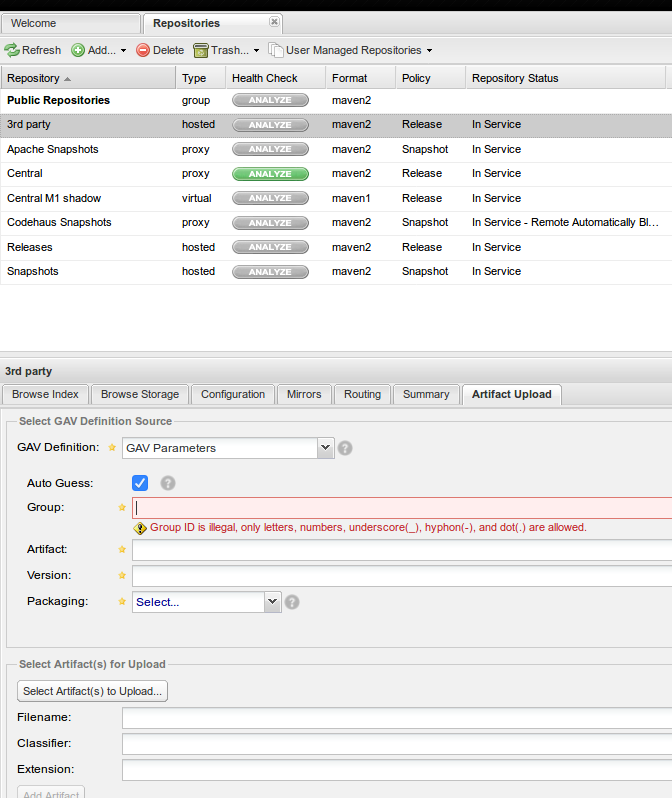 Welcome Repositories
Refresh Add... Delete Trash... User Managed Repositories
Repository Type Health Check Format Policy Repository Status
Public Repositories group ANALYZE maven2
3rd party hosted ANALYZE maven2 Release In Service
Apache Snapshots proxy ANALYZE maven2 Snapshot In Service
Central proxy ANALYZE maven2 Release In Service
Central M1 shadow virtual ANALYZE maven1 Release In Service
Codehaus Snapshots proxy ANALYZE maven2 Snapshot In Service - Remote Automatically Bl...
Releases hosted ANALYZE maven2 Release In Service
Snapshots hosted ANALYZE maven2 Snapshot In Service
3rd party
Browse Index Browse Storage Configuration Mirrors Routing Summary Artifact Upload
Select GAV Definition Source
GAV Definition: GAV Parameters ?
Auto Guess: ?
Group:
Group ID is illegal, only letters, numbers, underscore(_), hyphon(-), and dot(.) are allowed.
Artifact:
Version:
Packaging: Select... ?
Select Artifact(s) for Upload
Select Artifact(s) to Upload...
Filename:
Classifier:
Extension:
Add Artifact